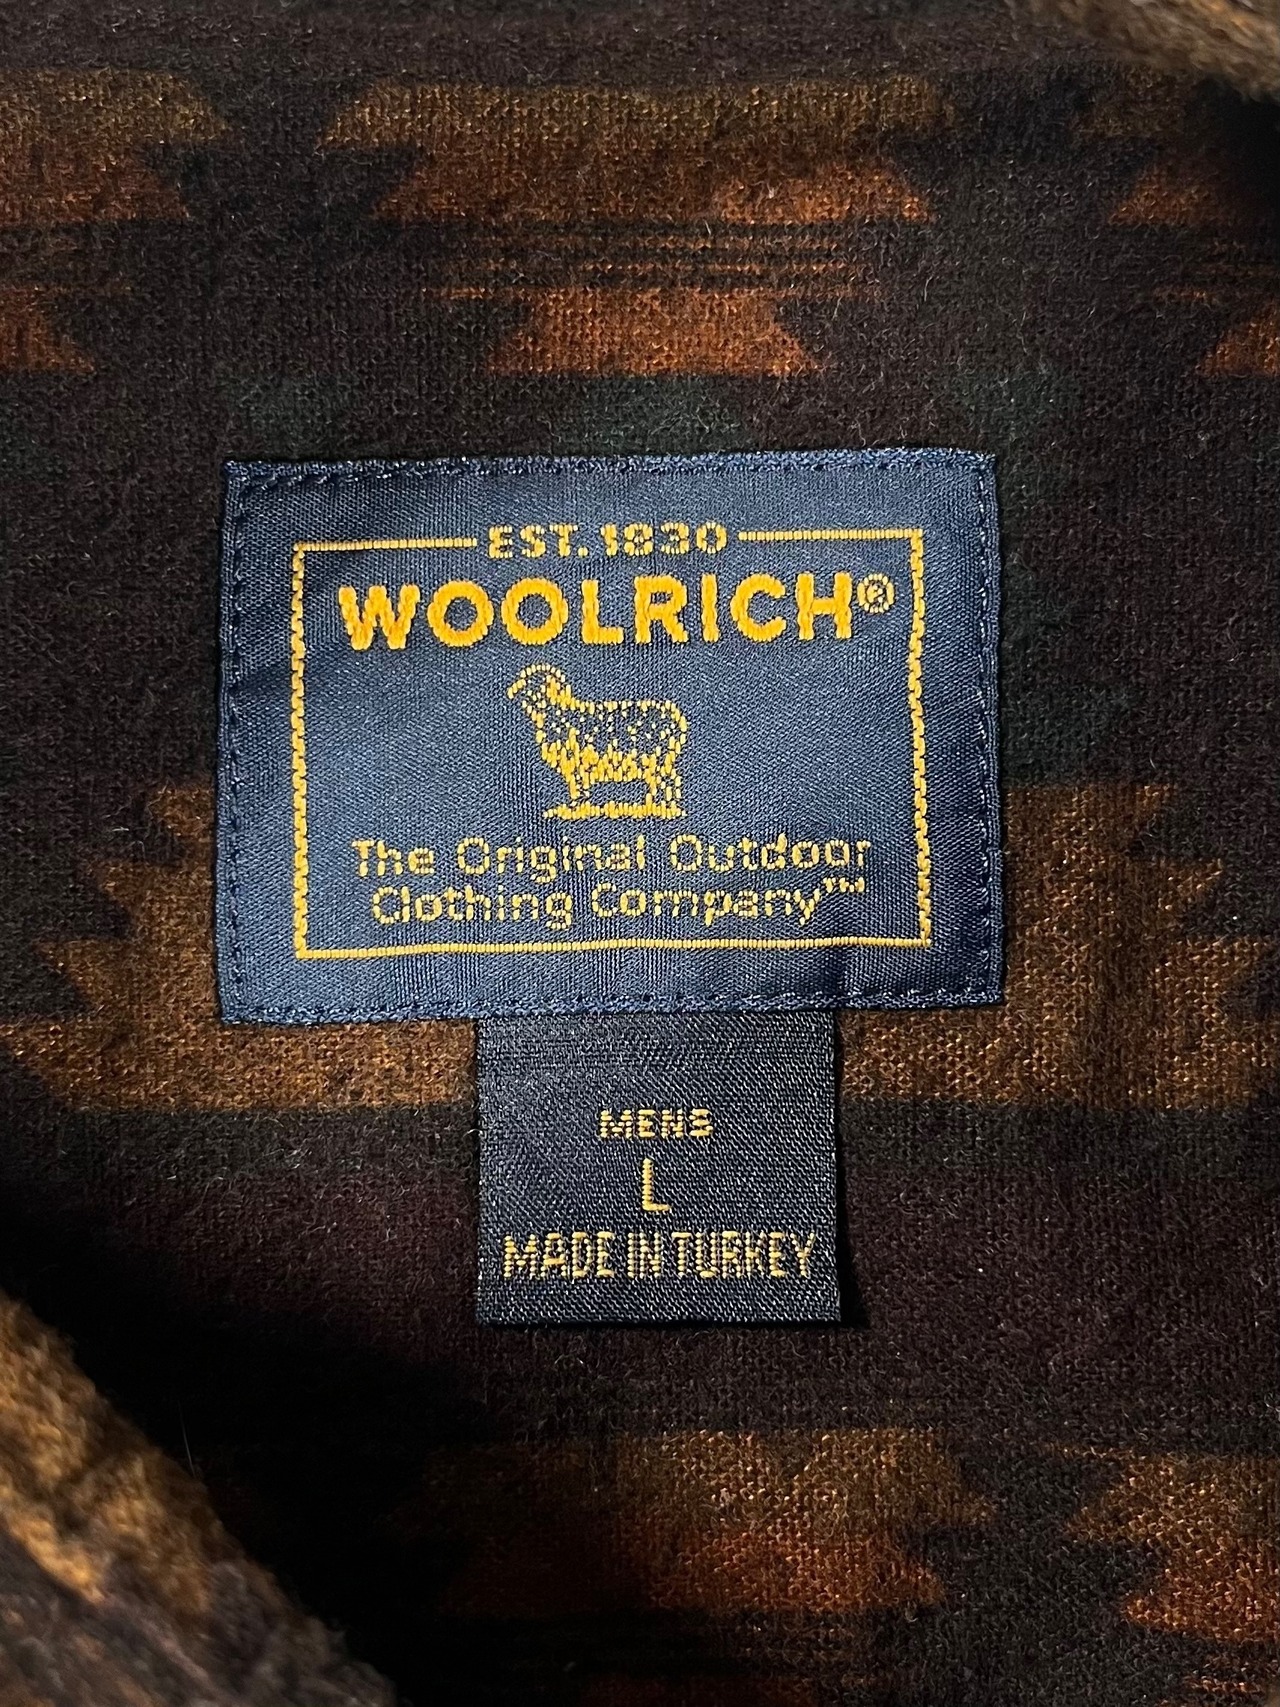 EST. 1830
WOOLRICH®
The Original Outdoor
Clothing Company™
MENS
L
MADE IN TURKEY